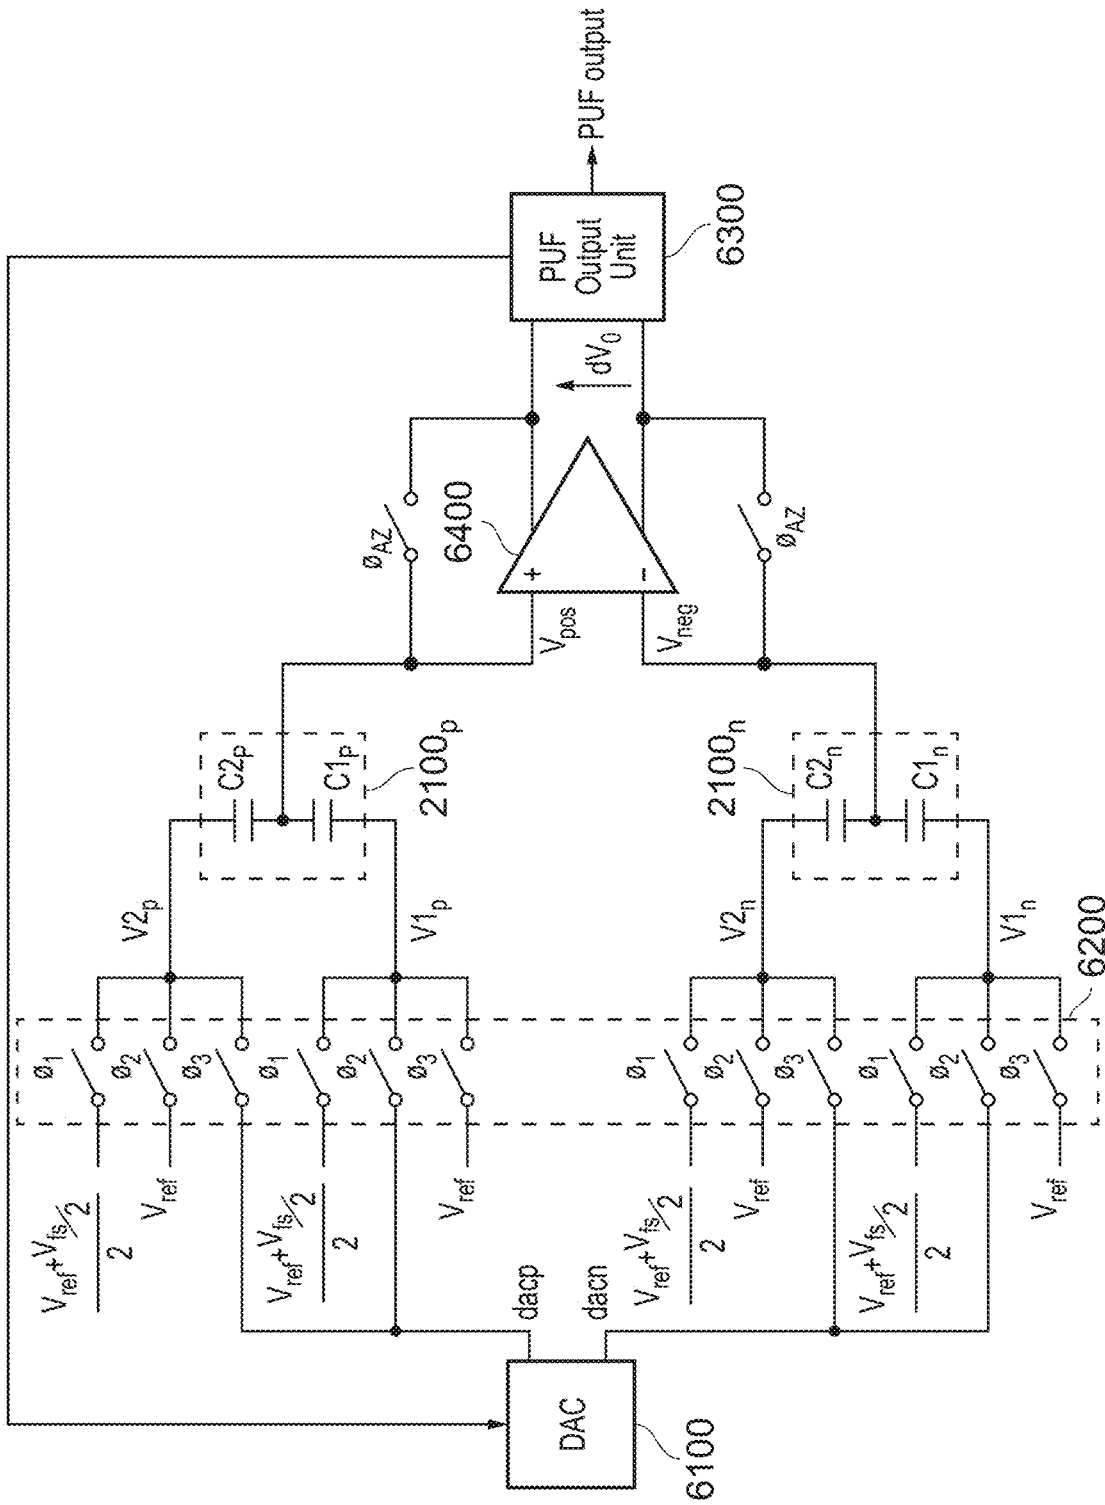 Vref+Vfs/2
2
Ø1
V2p
Vref
Ø2
Ø3
C2p
Vref+Vfs/2
2
Ø1
C1p
Ø2
V1p
ØAZ
Vref
Ø3
2100p
6400
dacp
Vpos
+
PUF
Output
Unit
PUF output
DAC
dV0
dacn
−
Vneg
6100
6300
Vref+Vfs/2
2
Ø1
V2n
2100n
Vref
Ø2
ØAZ
Ø3
C2n
Vref+Vfs/2
2
Ø1
C1n
Ø2
V1n
Vref
Ø3
6200